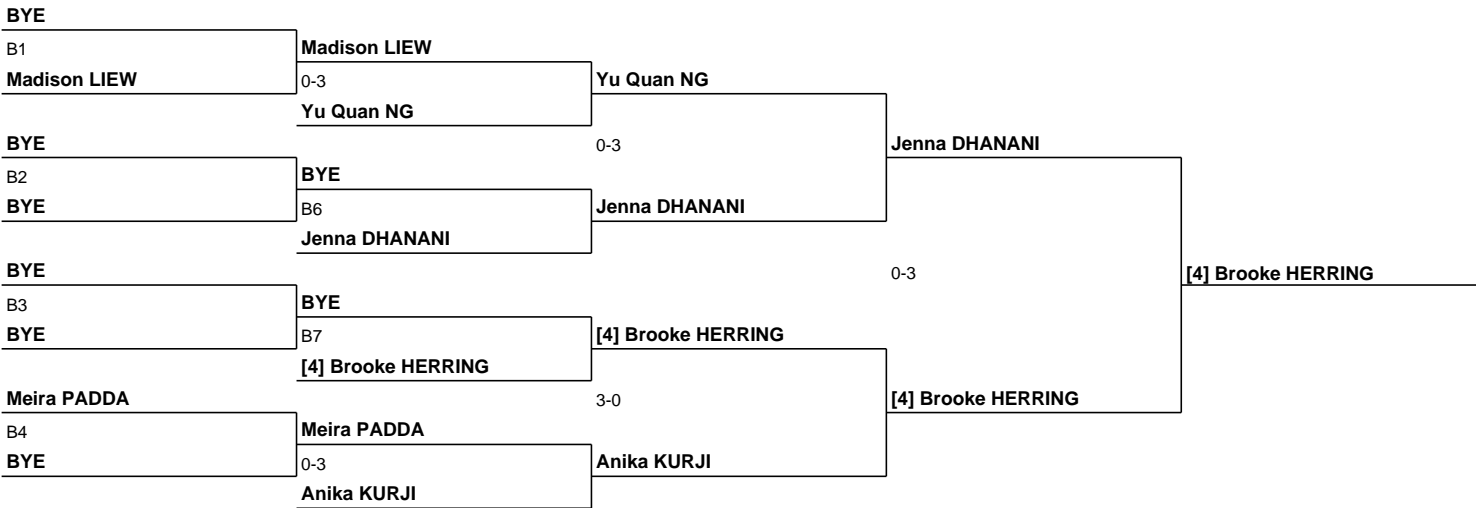 BYE
B1
Madison LIEW
Madison LIEW
0-3
Yu Quan NG
Yu Quan NG
BYE
0-3
Jenna DHANANI
B2
BYE
BYE
B6
Jenna DHANANI
Jenna DHANANI
BYE
0-3
[4] Brooke HERRING
B3
BYE
BYE
B7
[4] Brooke HERRING
[4] Brooke HERRING
Meira PADDA
3-0
[4] Brooke HERRING
B4
Meira PADDA
BYE
0-3
Anika KURJI
Anika KURJI